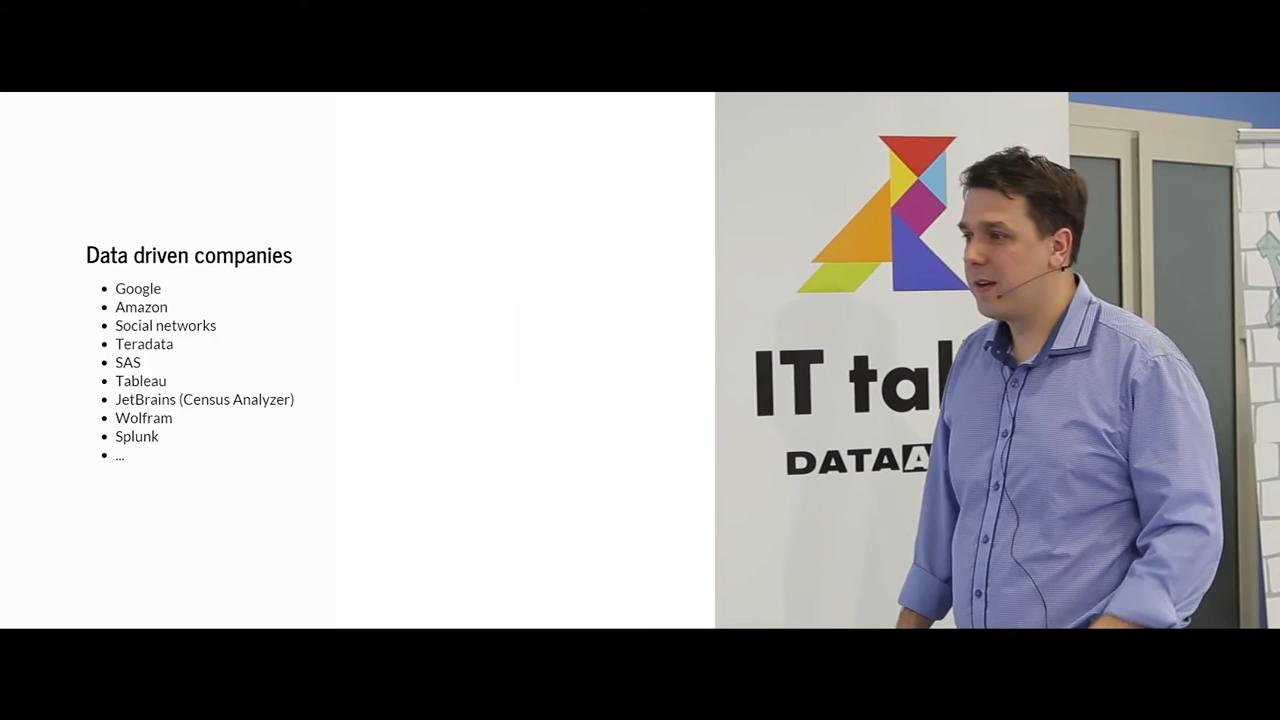 Data driven companies
• Google
• Amazon
• Social networks
• Teradata
• SAS
• Tableau
• JetBrains (Census Analyzer)
• Wolfram
• Splunk
• ...
IT tal
DATAA